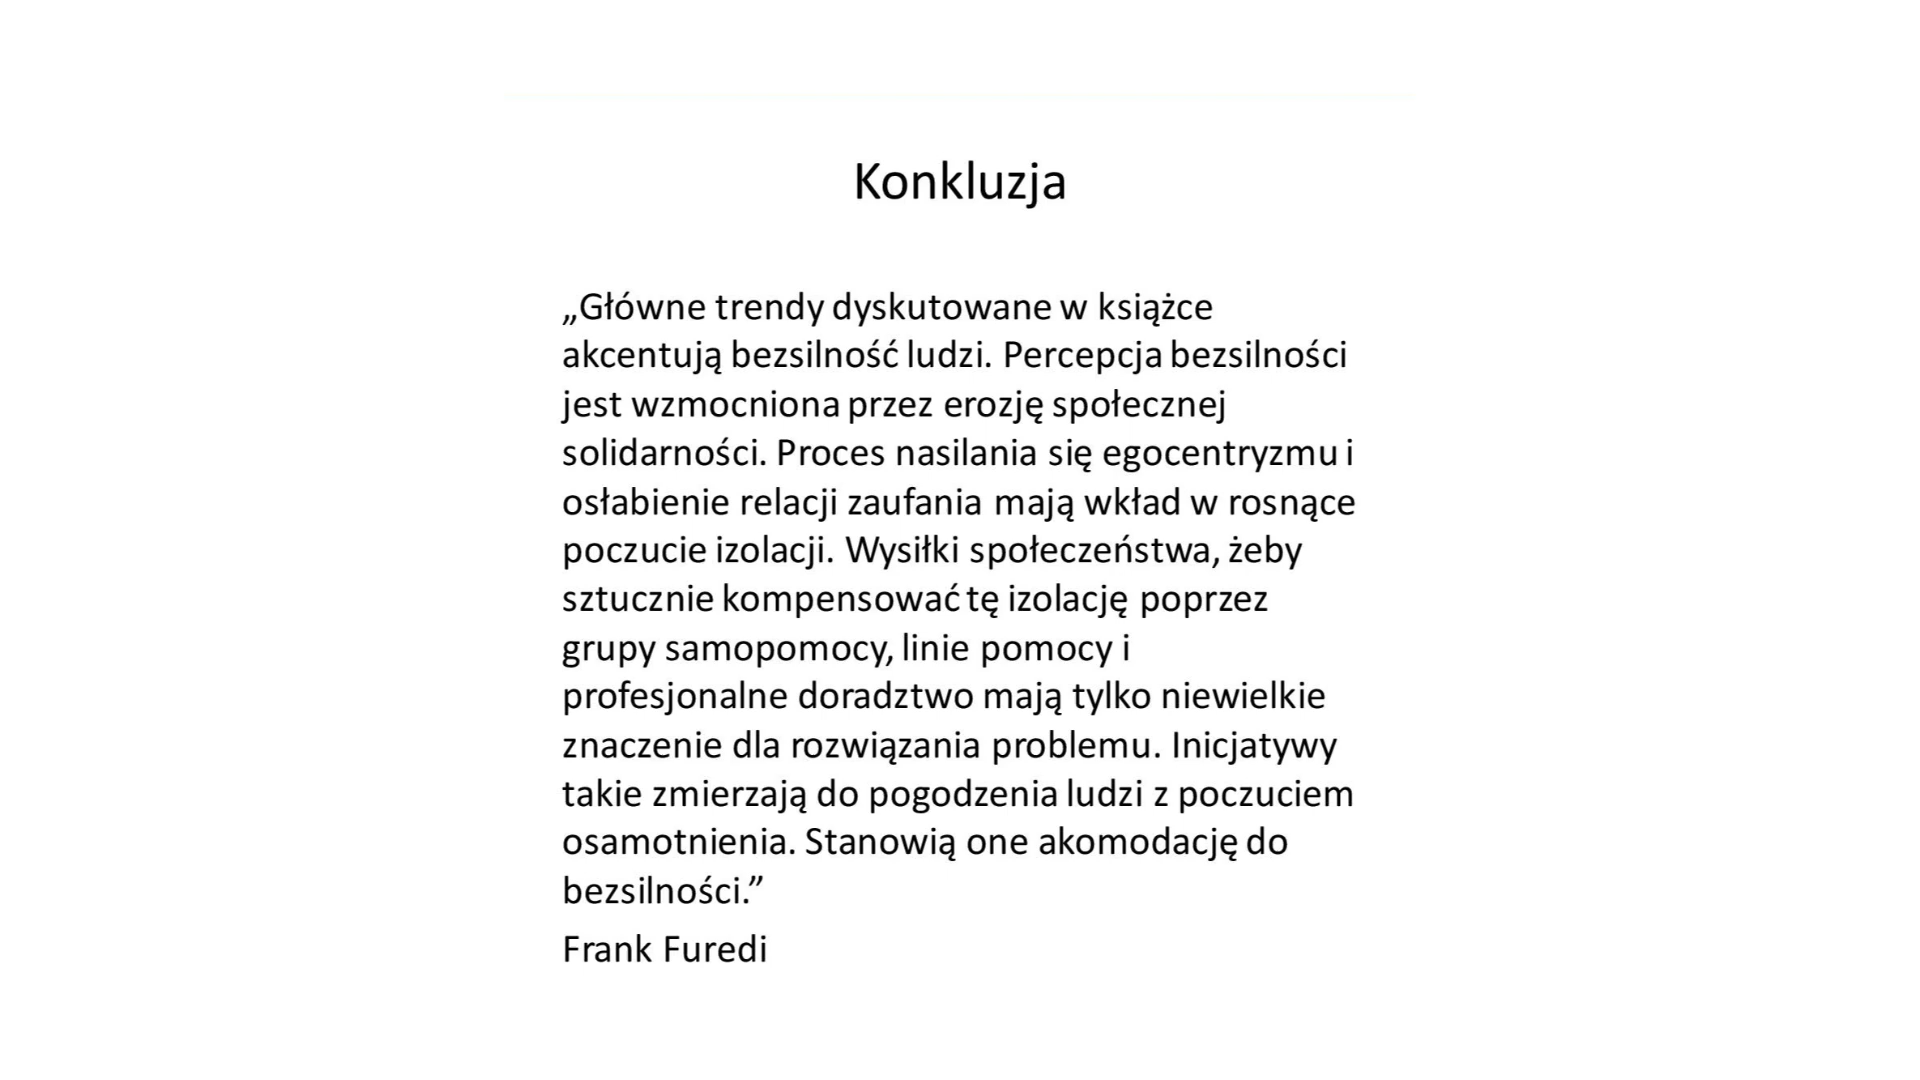 Konkluzja
„Główne trendy dyskutowane w książce
akcentują bezsilność ludzi. Percepcja bezsilności
jest wzmocniona przez erozję społecznej
solidarności. Proces nasilania się egocentryzmu i
osłabienie relacji zaufania mają wkład w rosnące
poczucie izolacji. Wysiłki społeczeństwa, żeby
sztucznie kompensować tę izolację poprzez
grupy samopomocy, linie pomocy i
profesjonalne doradztwo mają tylko niewielkie
znaczenie dla rozwiązania problemu. Inicjatywy
takie zmierzają do pogodzenia ludzi z poczuciem
osamotnienia. Stanowią one akomodację do
bezsilności.”
Frank Furedi